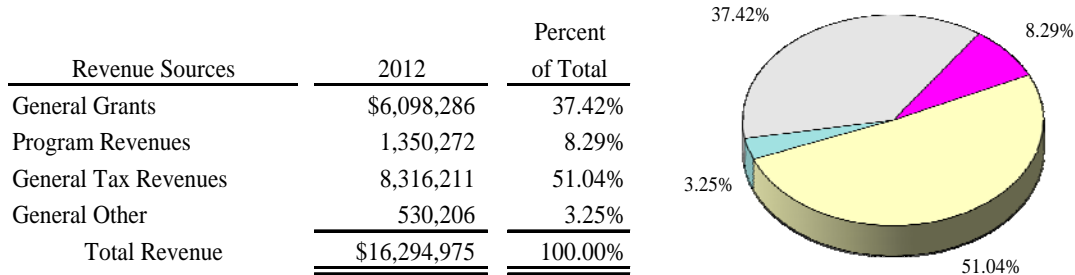 Percent
Revenue Sources 2012 of Total
General Grants $6,098,286 37.42%
Program Revenues 1,350,272 8.29%
General Tax Revenues 8,316,211 51.04%
General Other 530,206 3.25%
Total Revenue $16,294,975 100.00%
37.42%
8.29%
3.25%
51.04%